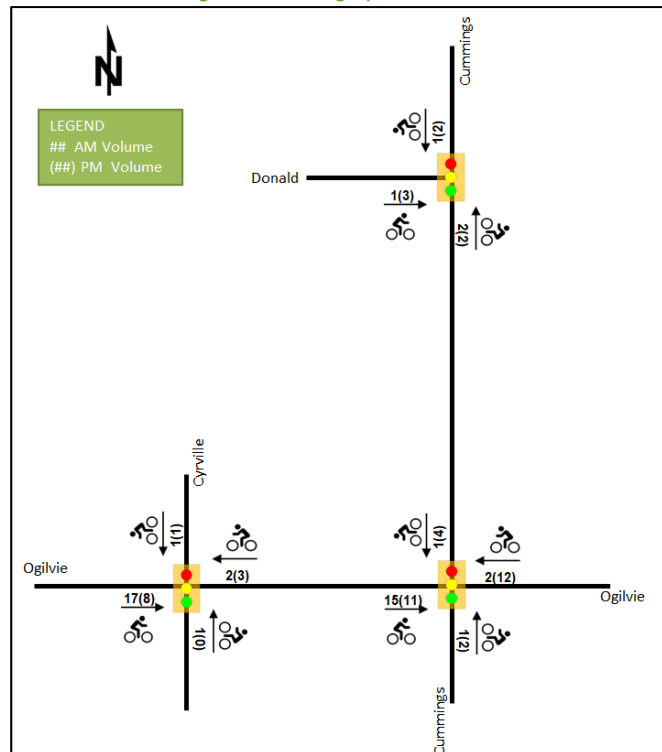 N
LEGEND
## AM Volume
(##) PM Volume
Cummings
1(2)
Donald
1(3)
2(2)
Cyrville
1(1)
2(3)
Ogilvie
17(8)
1(0)
1(4)
2(12)
Ogilvie
15(11)
1(2)
Cummings